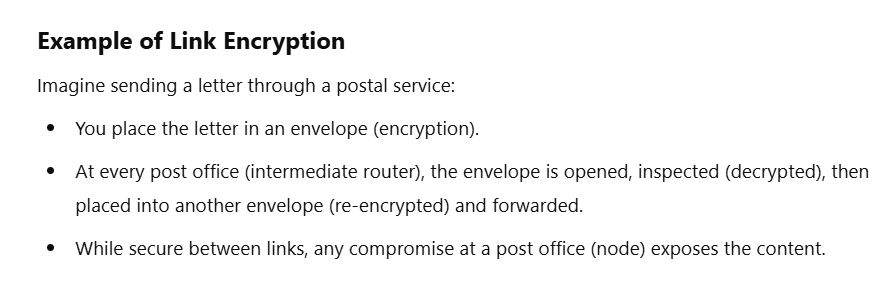 Example of Link Encryption
Imagine sending a letter through a postal service:
• You place the letter in an envelope (encryption).
• At every post office (intermediate router), the envelope is opened, inspected (decrypted), then
placed into another envelope (re-encrypted) and forwarded.
• While secure between links, any compromise at a post office (node) exposes the content.